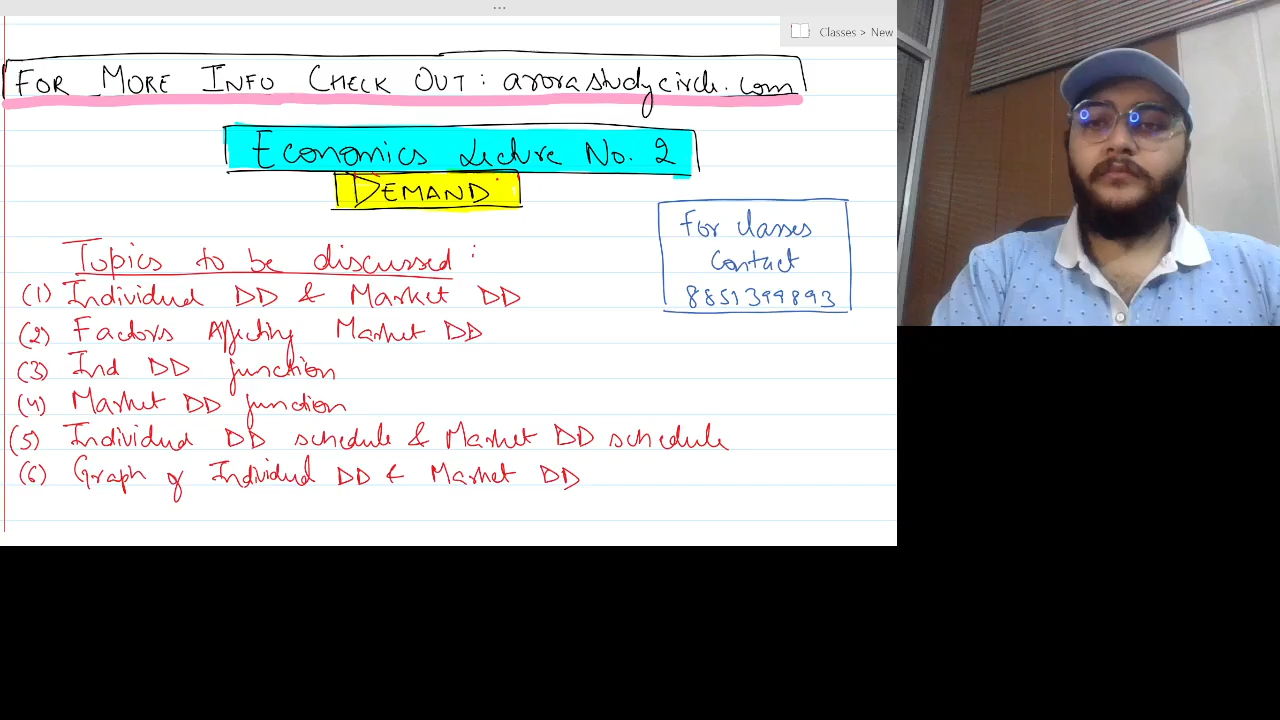 Classes > New
FOR MORE INFO CHECK OUT: arorastudycircle.com
Economics Lecture No. 2
DEMAND
For classes
Contact
8851399893
Topics to be discussed :
(1) Individual DD & Market DD
(2) Factors Affecting Market DD
(3) Ind DD function
(4) Market DD function
(5) Individual DD schedule & Market DD schedule
(6) Graph of Individual DD & Market DD